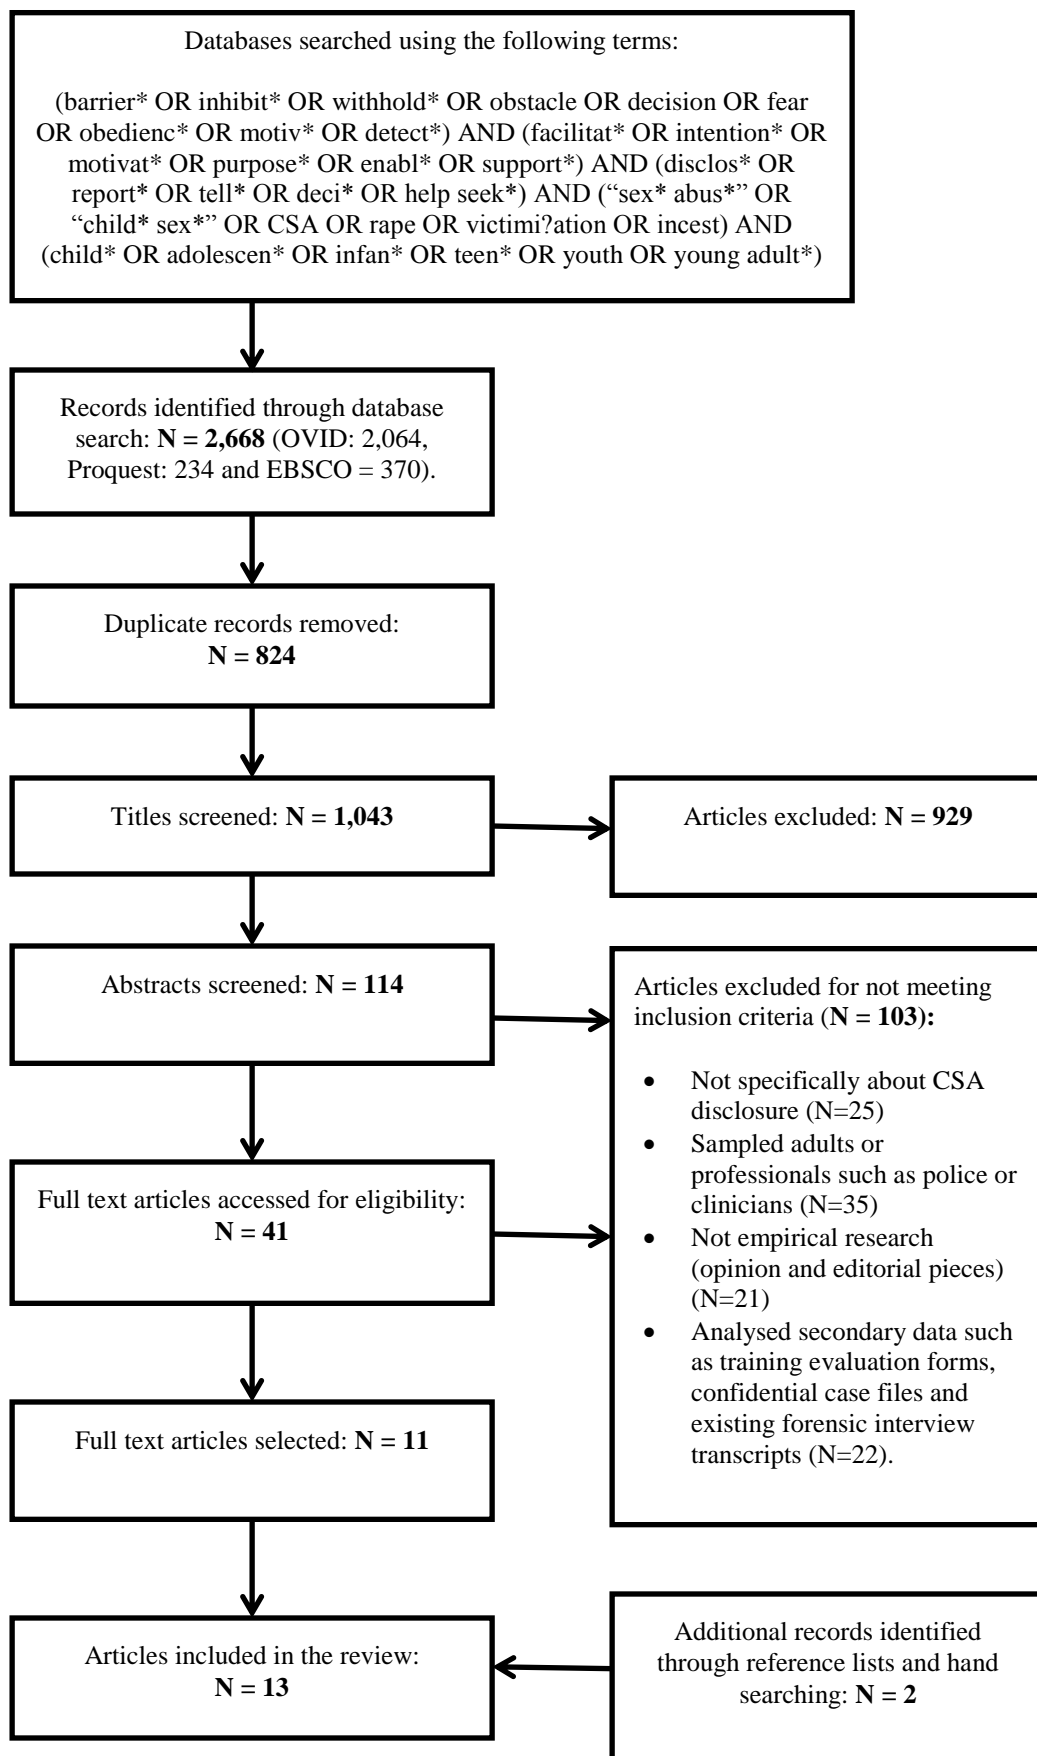 Databases searched using the following terms:
(barrier* OR inhibit* OR withhold* OR obstacle OR decision OR fear
OR obedienc* OR motiv* OR detect*) AND (facilitat* OR intention* OR
motivat* OR purpose* OR enabl* OR support*) AND (disclos* OR
report* OR tell* OR deci* OR help seek*) AND (“sex* abus*” OR
“child* sex*” OR CSA OR rape OR victimi?ation OR incest) AND
(child* OR adolescen* OR infan* OR teen* OR youth OR young adult*)
Records identified through database
search: N = 2,668 (OVID: 2,064,
Proquest: 234 and EBSCO = 370).
Duplicate records removed:
N = 824
Titles screened: N = 1,043
Articles excluded: N = 929
Abstracts screened: N = 114
Articles excluded for not meeting
inclusion criteria (N = 103):
• Not specifically about CSA
disclosure (N=25)
• Sampled adults or
professionals such as police or
clinicians (N=35)
• Not empirical research
(opinion and editorial pieces)
(N=21)
• Analysed secondary data such
as training evaluation forms,
confidential case files and
existing forensic interview
transcripts (N=22).
Full text articles accessed for eligibility:
N = 41
Full text articles selected: N = 11
Articles included in the review:
N = 13
Additional records identified
through reference lists and hand
searching: N = 2